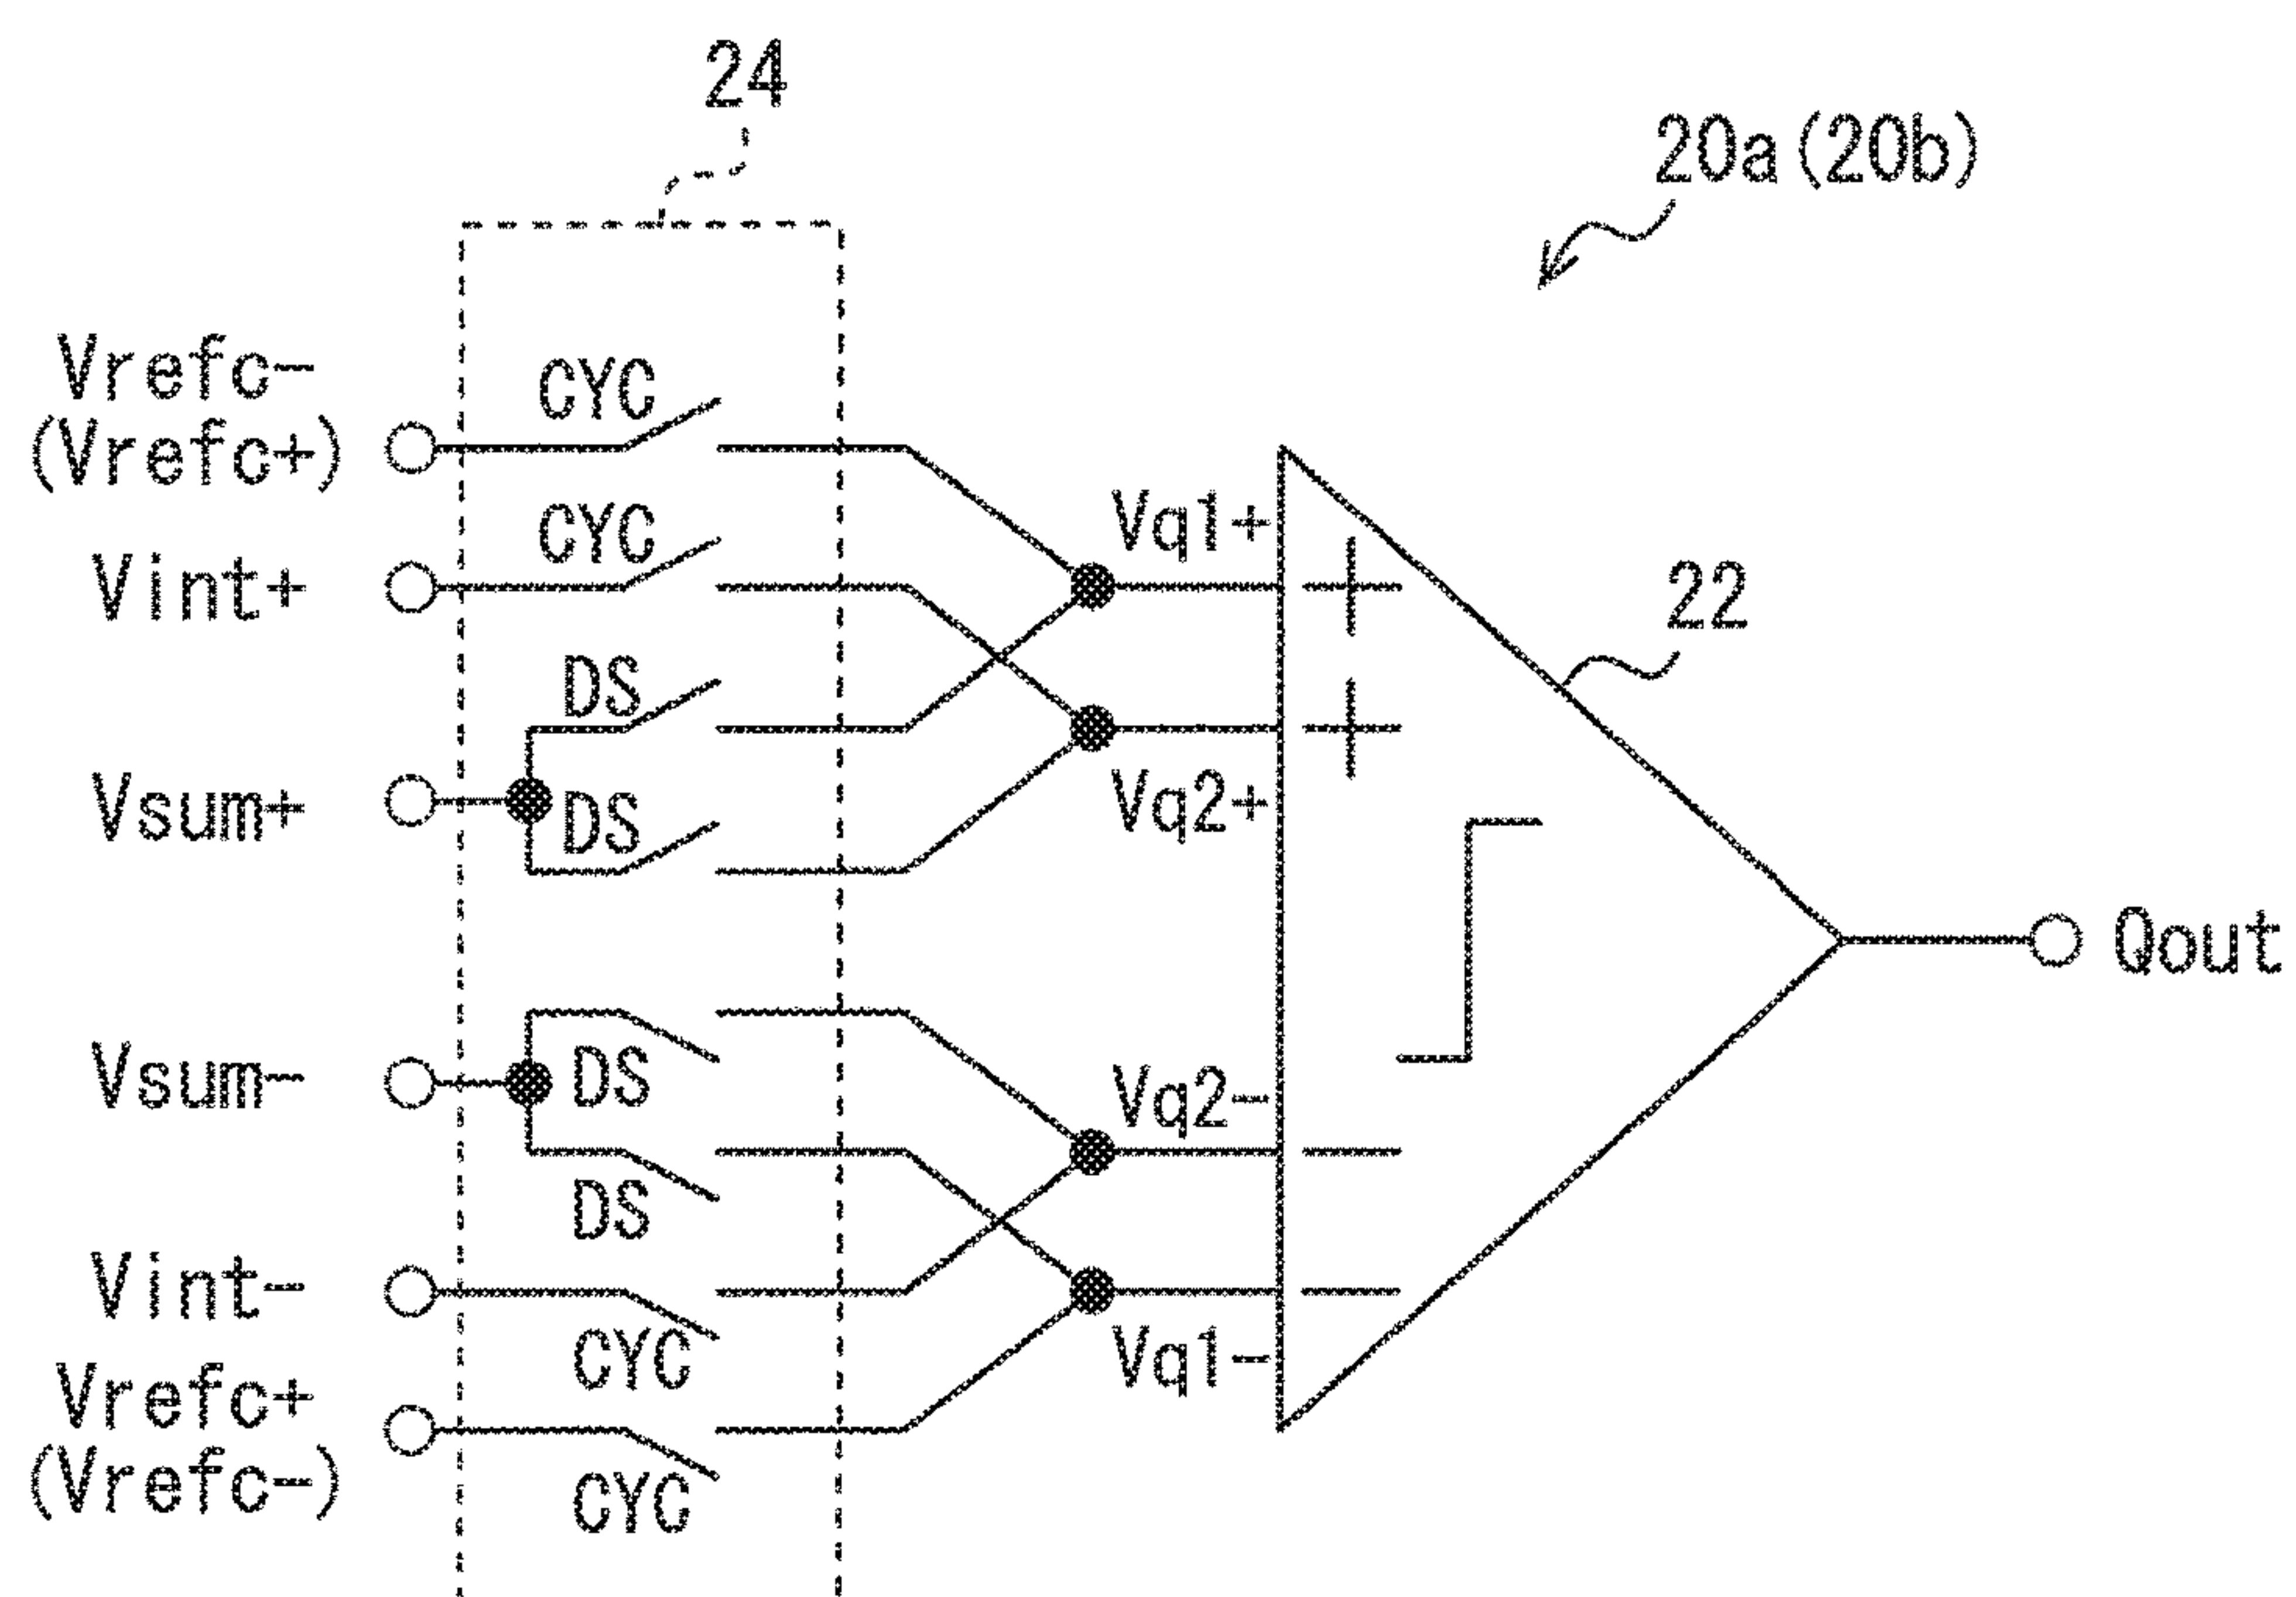 24
20a(20b)
Vrefc-
(Vrefc+)
CYC
CYC
Vq1+
Vint+
22
DS
Vsum+
DS
Vq2+
Qout
Vsum-
DS
Vq2-
DS
Vint-
CYC
Vq1-
Vrefc+
(Vrefc-)
CYC